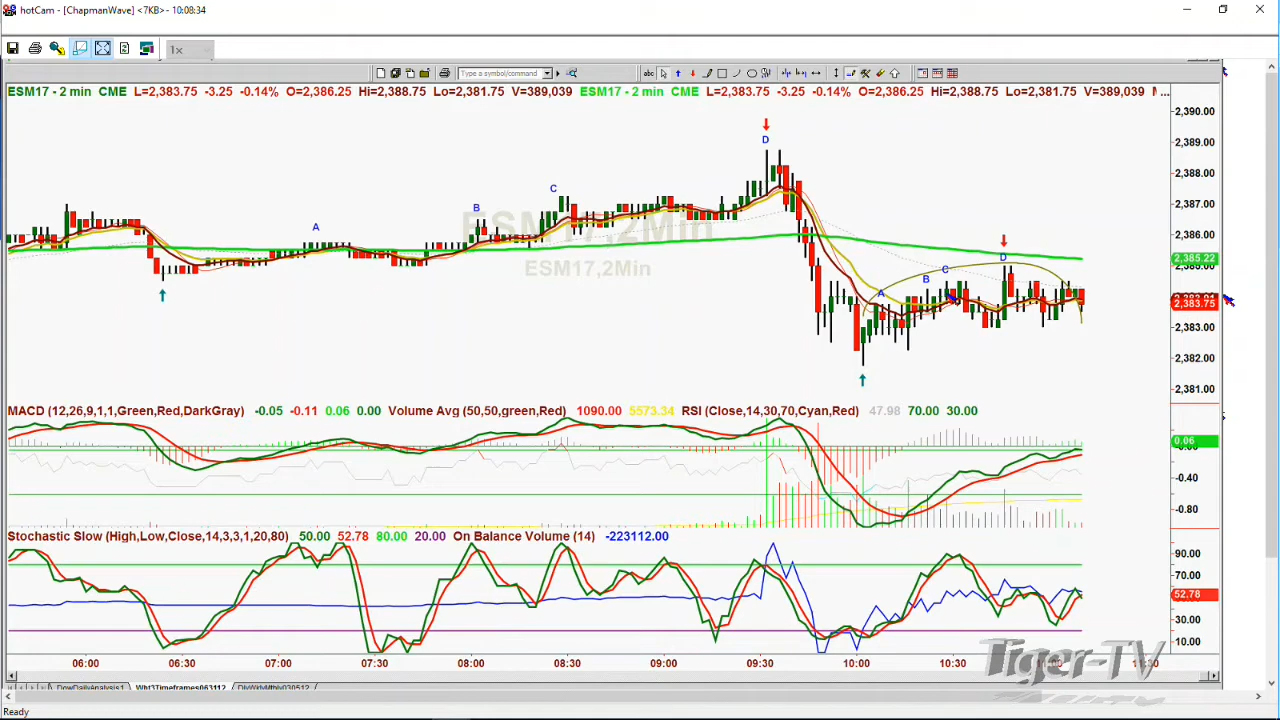 hotCam - [ChapmanWave] <7KB> - 10:08:34
1x
Type a symbol/command
abc
ESM17 - 2 min CME L=2,383.75 -3.25 -0.14% O=2,386.25 Hi=2,388.75 Lo=2,381.75 V=389,039 ESM17 - 2 min CME L=2,383.75 -3.25 -0.14% O=2,386.25 Hi=2,388.75 Lo=2,381.75 V=389,039
2,390.00
D
2,389.00
2,388.00
C
2,387.00
B
ESM17,2Min
A
2,386.00
D
2,385.22
ESM17,2Min
C
B
A
2,383.75
2,383.00
2,382.00
2,381.00
MACD (12,26,9,1,1,Green,Red,DarkGray) -0.05 -0.11 0.06 0.00 Volume Avg (50,50,green,Red) 1090.00 5573.34 RSI (Close,14,30,70,Cyan,Red) 47.98 70.00 30.00
0.06
-0.40
-0.80
Stochastic Slow (High,Low,Close,14,3,3,1,20,80) 50.00 52.78 80.00 20.00 On Balance Volume (14) -223112.00
90.00
70.00
52.78
30.00
10.00
06:00 06:30 07:00 07:30 08:00 08:30 09:00 09:30 10:00 10:30
Tiger-TV
DowDailyAnalysis1 Wht3Timeframes063112 DlyWklyMthly030512
Ready